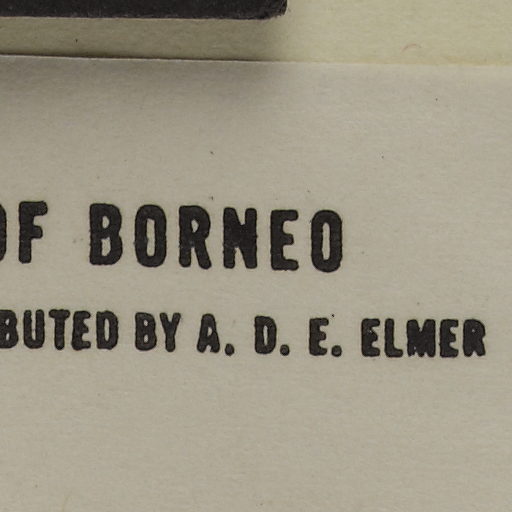 OF BORNEO
BUTED BY A. D. E. ELMER